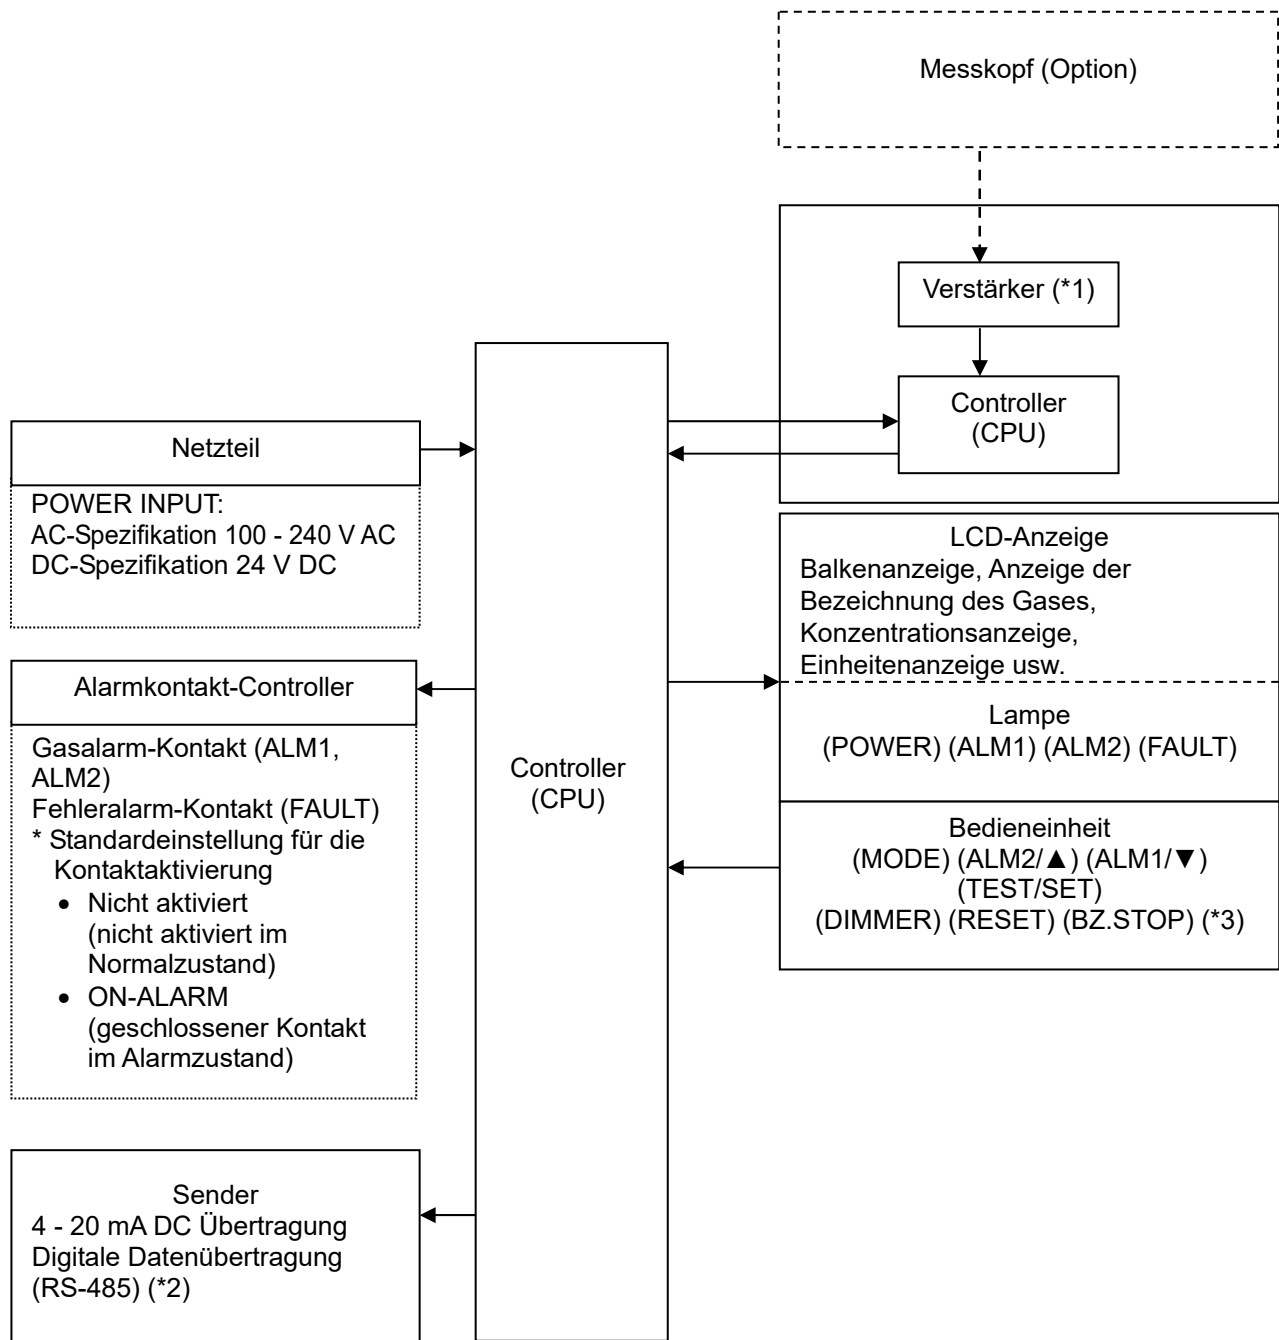 Messkopf (Option)
Verstärker (*1)
Controller
(CPU)
Netzteil
POWER INPUT:
AC-Spezifikation 100 - 240 V AC
DC-Spezifikation 24 V DC
LCD-Anzeige
Balkenanzeige, Anzeige der
Bezeichnung des Gases,
Konzentrationsanzeige,
Einheitenanzeige usw.
Lampe
(POWER) (ALM1) (ALM2) (FAULT)
Alarmkontakt-Controller
Gasalarm-Kontakt (ALM1,
ALM2)
Fehleralarm-Kontakt (FAULT)
* Standardeinstellung für die
Kontaktaktivierung
• Nicht aktiviert
(nicht aktiviert im
Normalzustand)
• ON-ALARM
(geschlossener Kontakt
im Alarmzustand)
Controller
(CPU)
Bedieneinheit
(MODE) (ALM2/▲) (ALM1/▼)
(TEST/SET)
(DIMMER) (RESET) (BZ.STOP) (*3)
Sender
4 - 20 mA DC Übertragung
Digitale Datenübertragung
(RS-485) (*2)